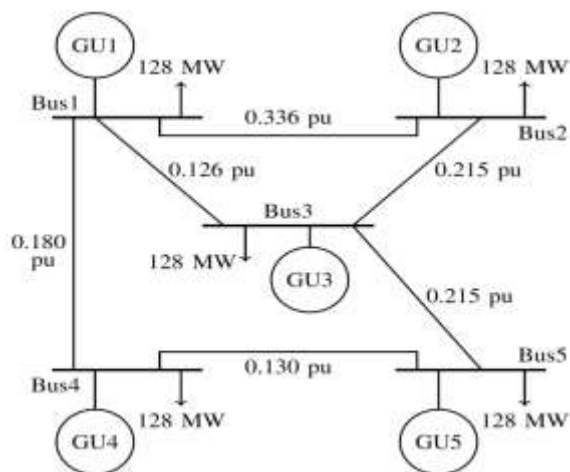 GU1
GU2
128 MW
128 MW
Bus1
0.336 pu
Bus2
0.126 pu
0.215 pu
Bus3
0.180
pu
128 MW
GU3
0.215 pu
Bus5
Bus4
0.130 pu
128 MW
128 MW
GU4
GU5